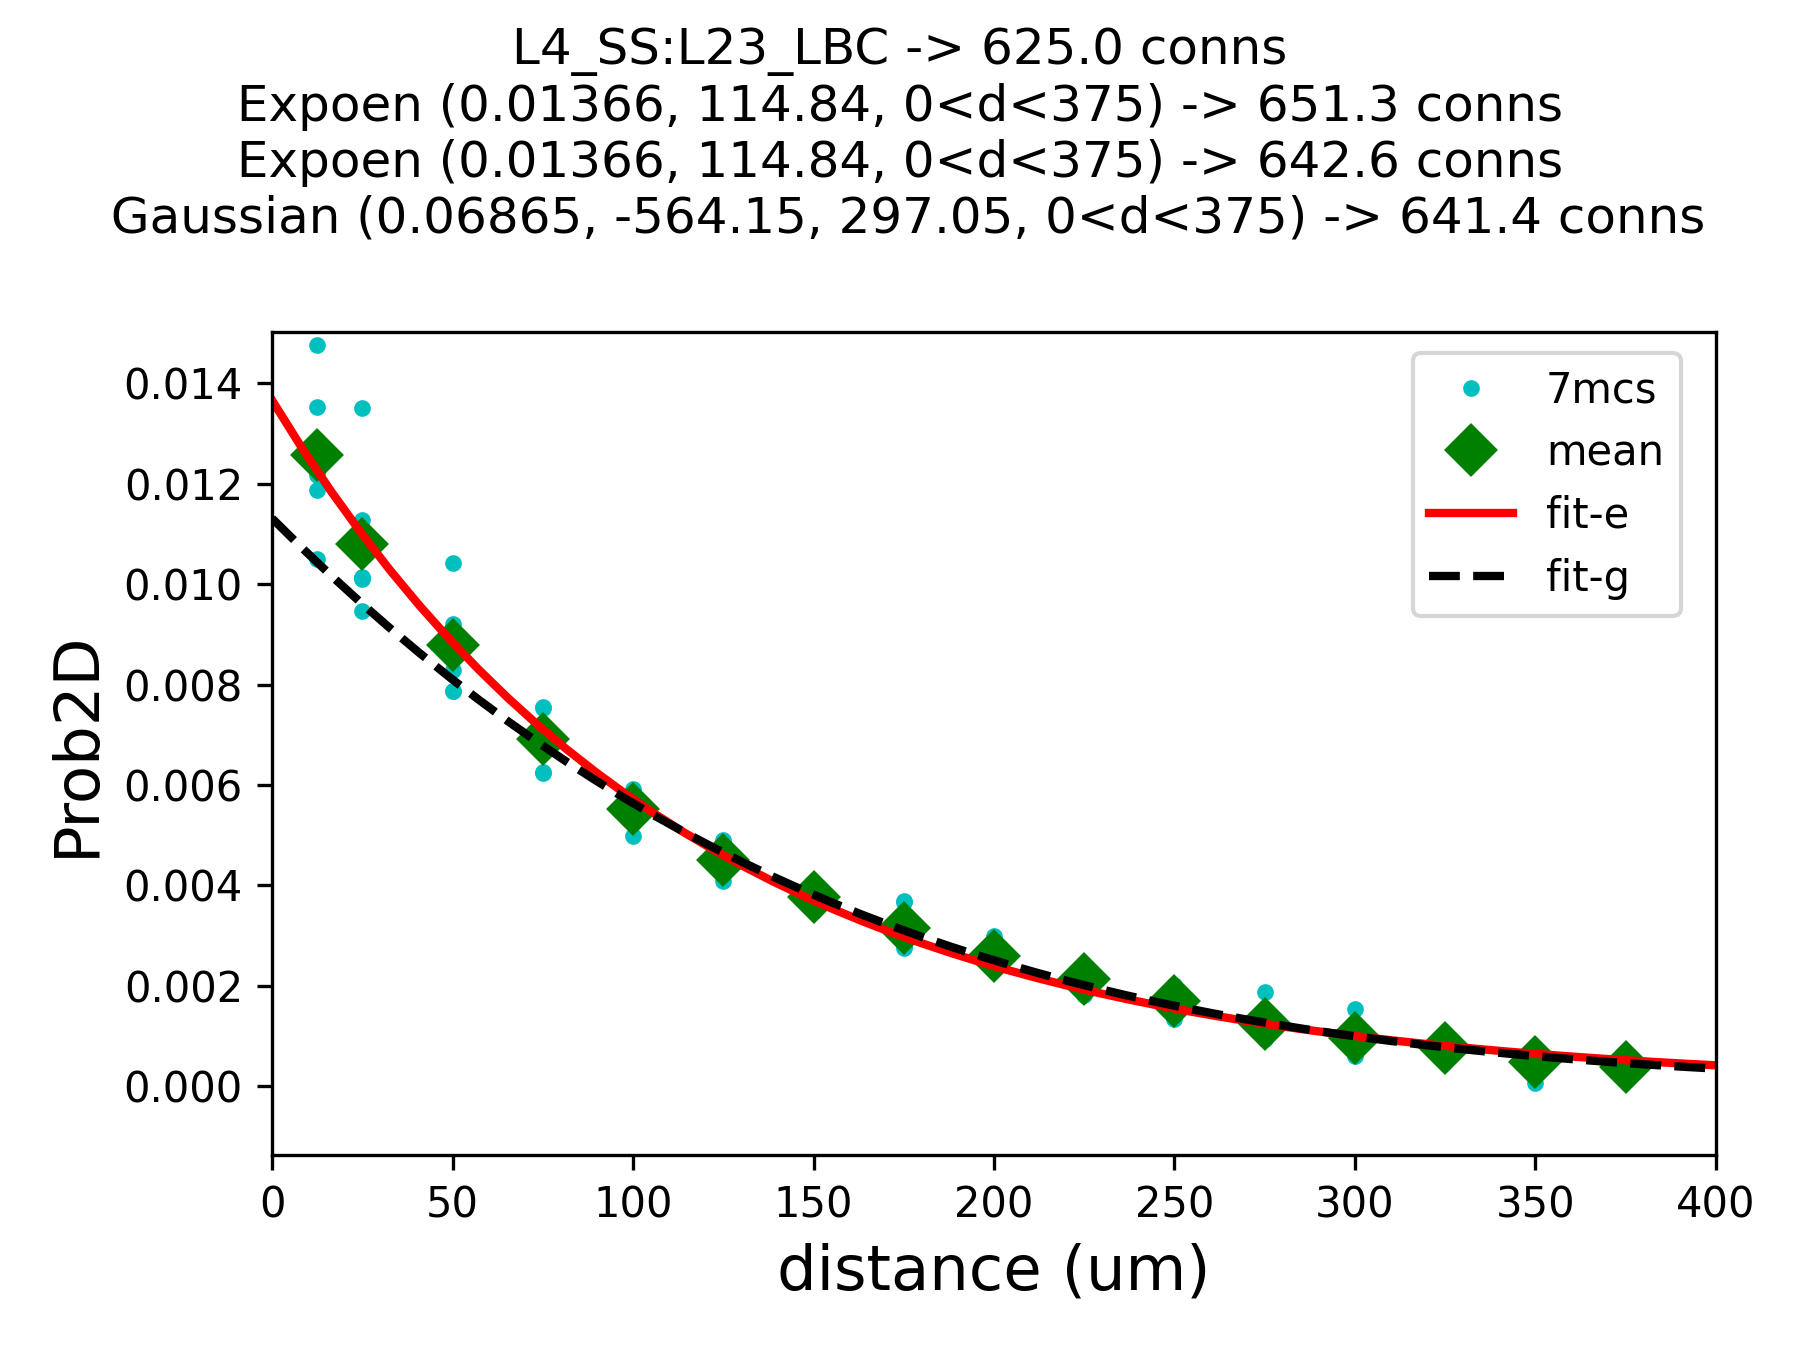 L4_SS:L23_LBC -> 625.0 conns
Expoen (0.01366, 114.84, 0<d<375) -> 651.3 conns
Expoen (0.01366, 114.84, 0<d<375) -> 642.6 conns
Gaussian (0.06865, -564.15, 297.05, 0<d<375) -> 641.4 conns
7mcs
mean
fit-e
fit-g
Prob2D
0.014
0.012
0.010
0.008
0.006
0.004
0.002
0.000
0 50 100 150 200 250 300 350 400
distance (um)